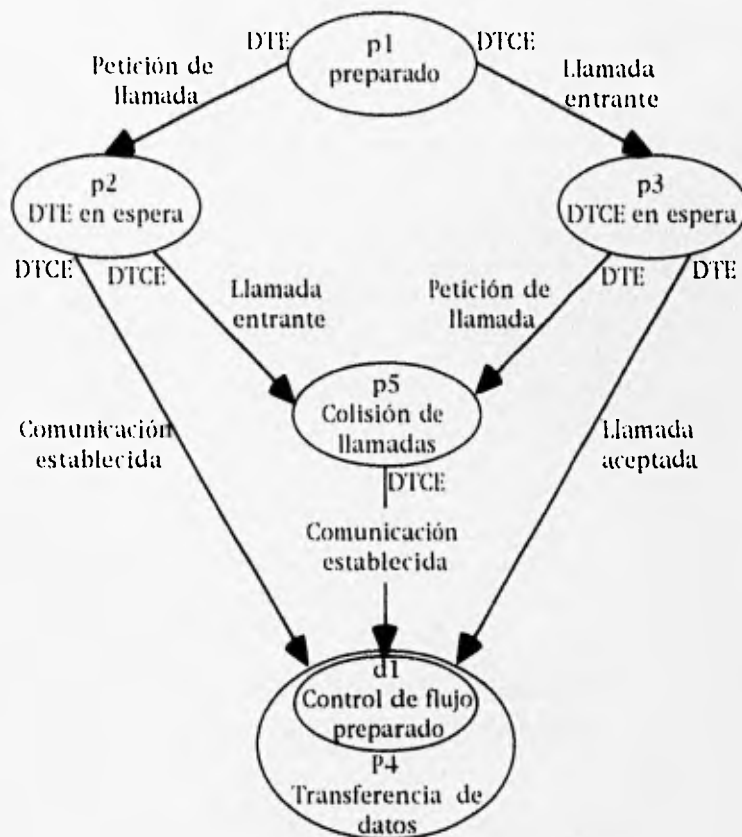 DTE
p1
preparado
DTCE
Petición de
llamada
Llamada
entrante
p2
DTE en espera
p3
DTCE en espera
DTCE
DTCE
DTE
DTE
Llamada
entrante
Petición de
llamada
p5
Colisión de
llamadas
Comunicación
establecida
Llamada
aceptada
DTCE
Comunicación
establecida
d1
Control de flujo
preparado
P4
Transferencia de
datos